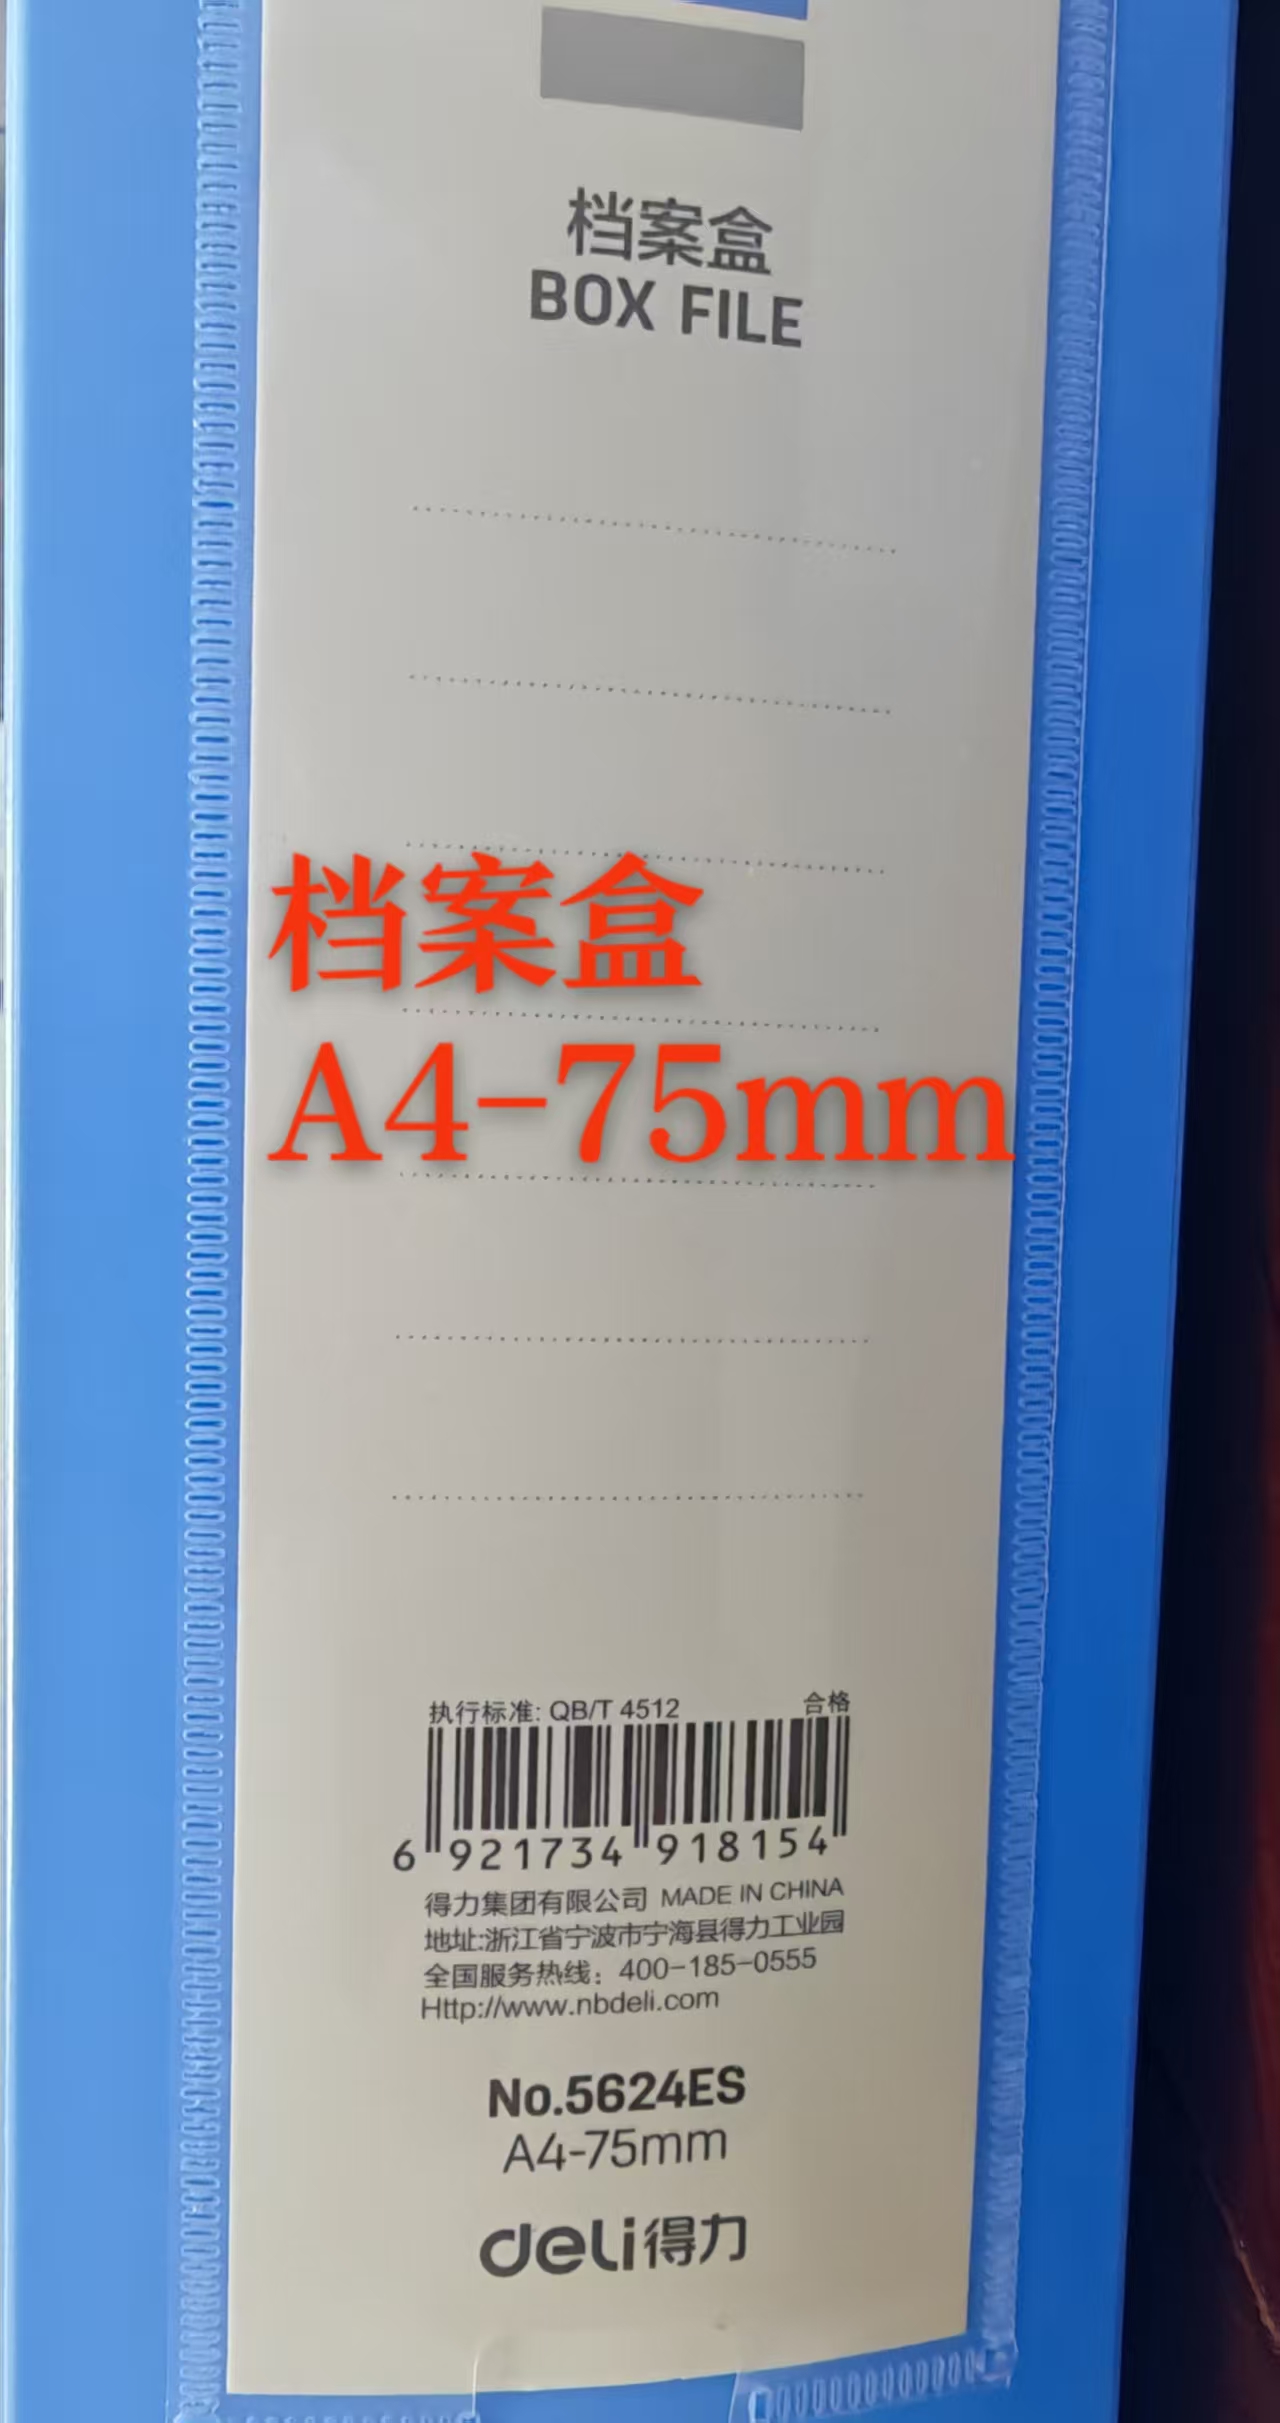 档案盒
BOX FILE
档案盒
A4-75mm
执行标准: QB/T 4512 合格
6 921734 918154
得力集团有限公司 MADE IN CHINA
地址:浙江省宁波市宁海县得力工业园
全国服务热线：400-185-0555
Http://www.nbdeli.com
No.5624ES
A4-75mm
deli得力